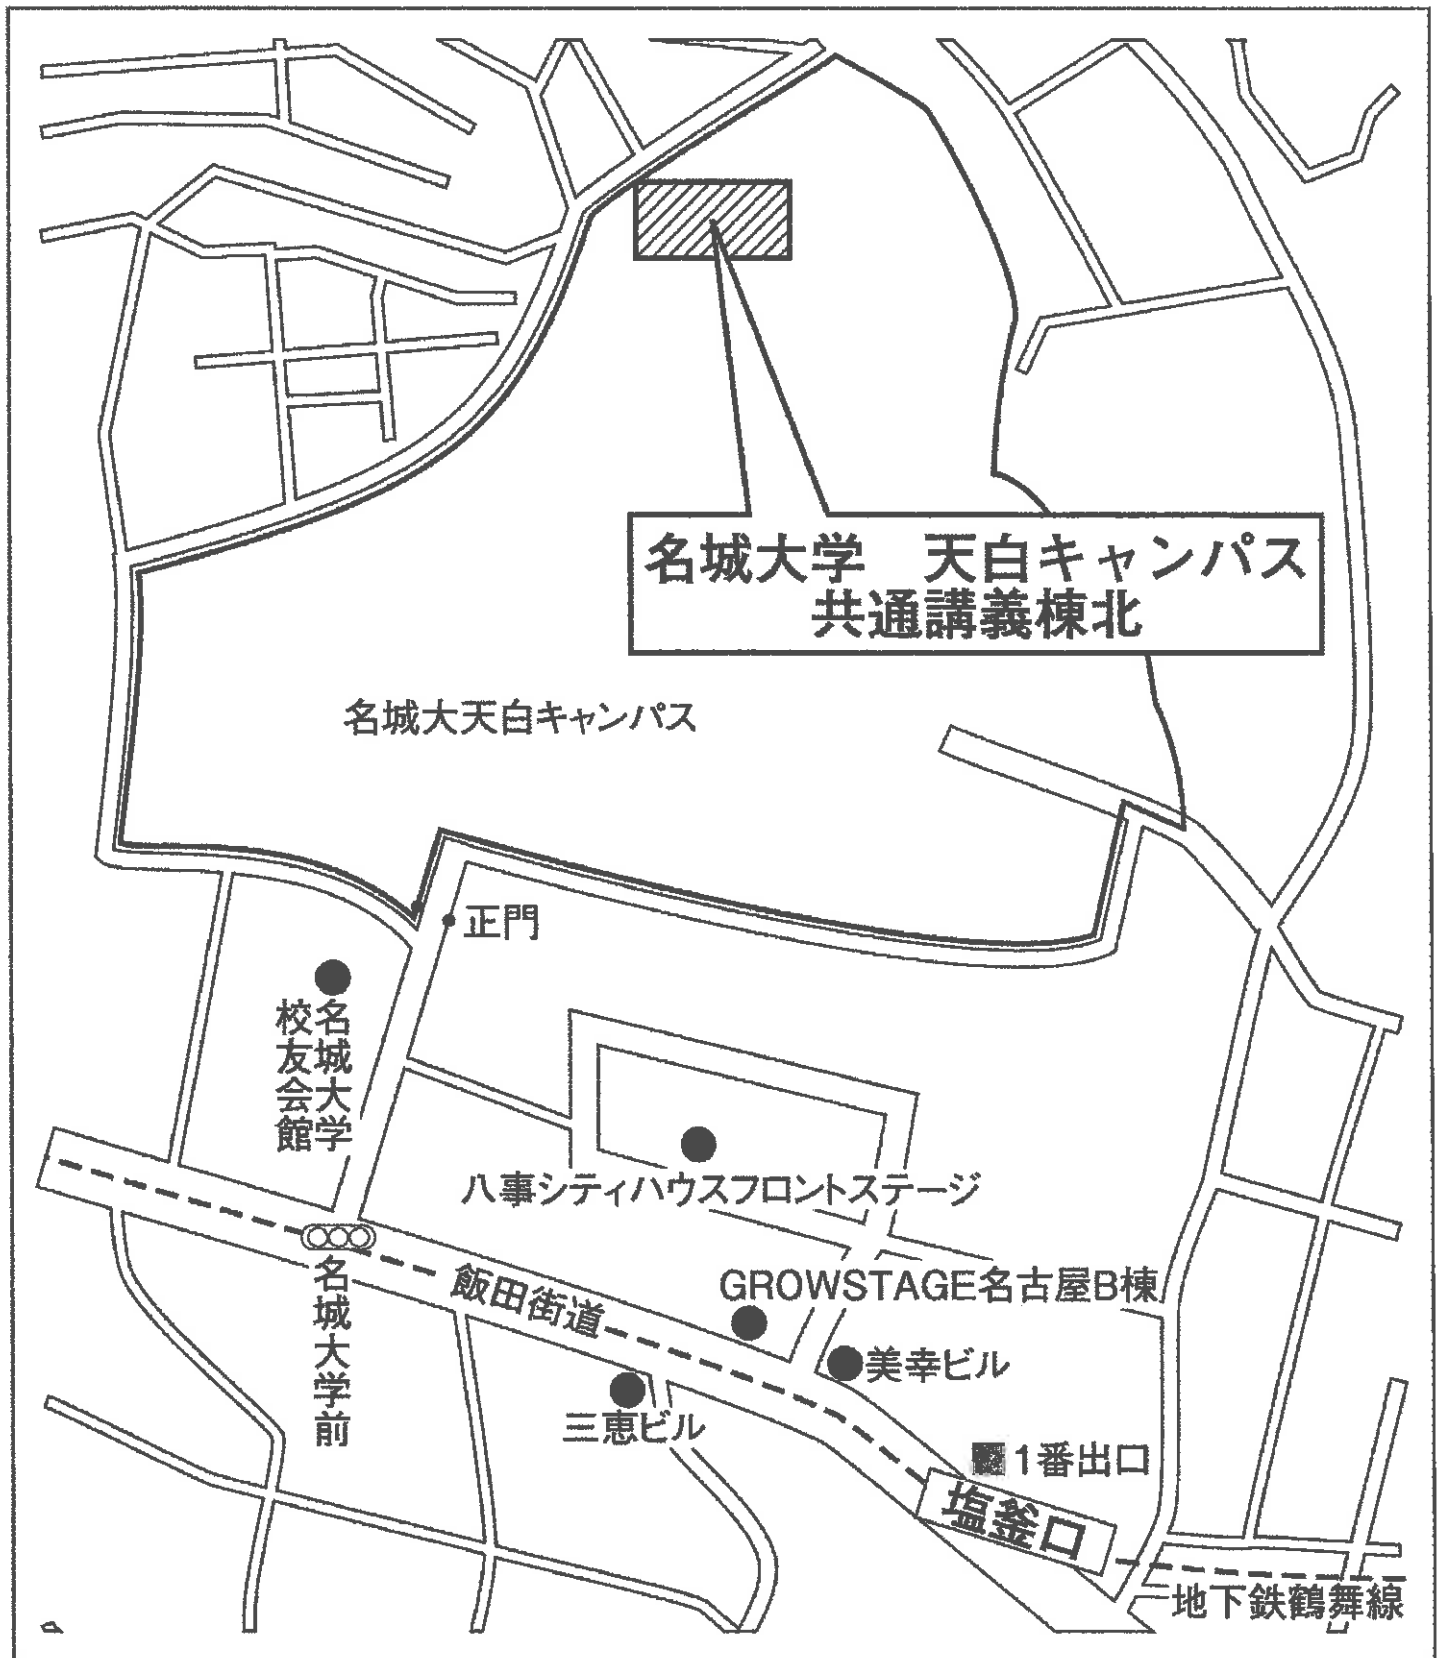 名城大学　天白キャンパス
共通講義棟北
名城大天白キャンパス
正門
名城大学
校友会館
八事シティハウスフロントステージ
GROWSTAGE名古屋B棟
飯田街道
名城大学前
美幸ビル
三恵ビル
1番出口
塩釜口
地下鉄鶴舞線